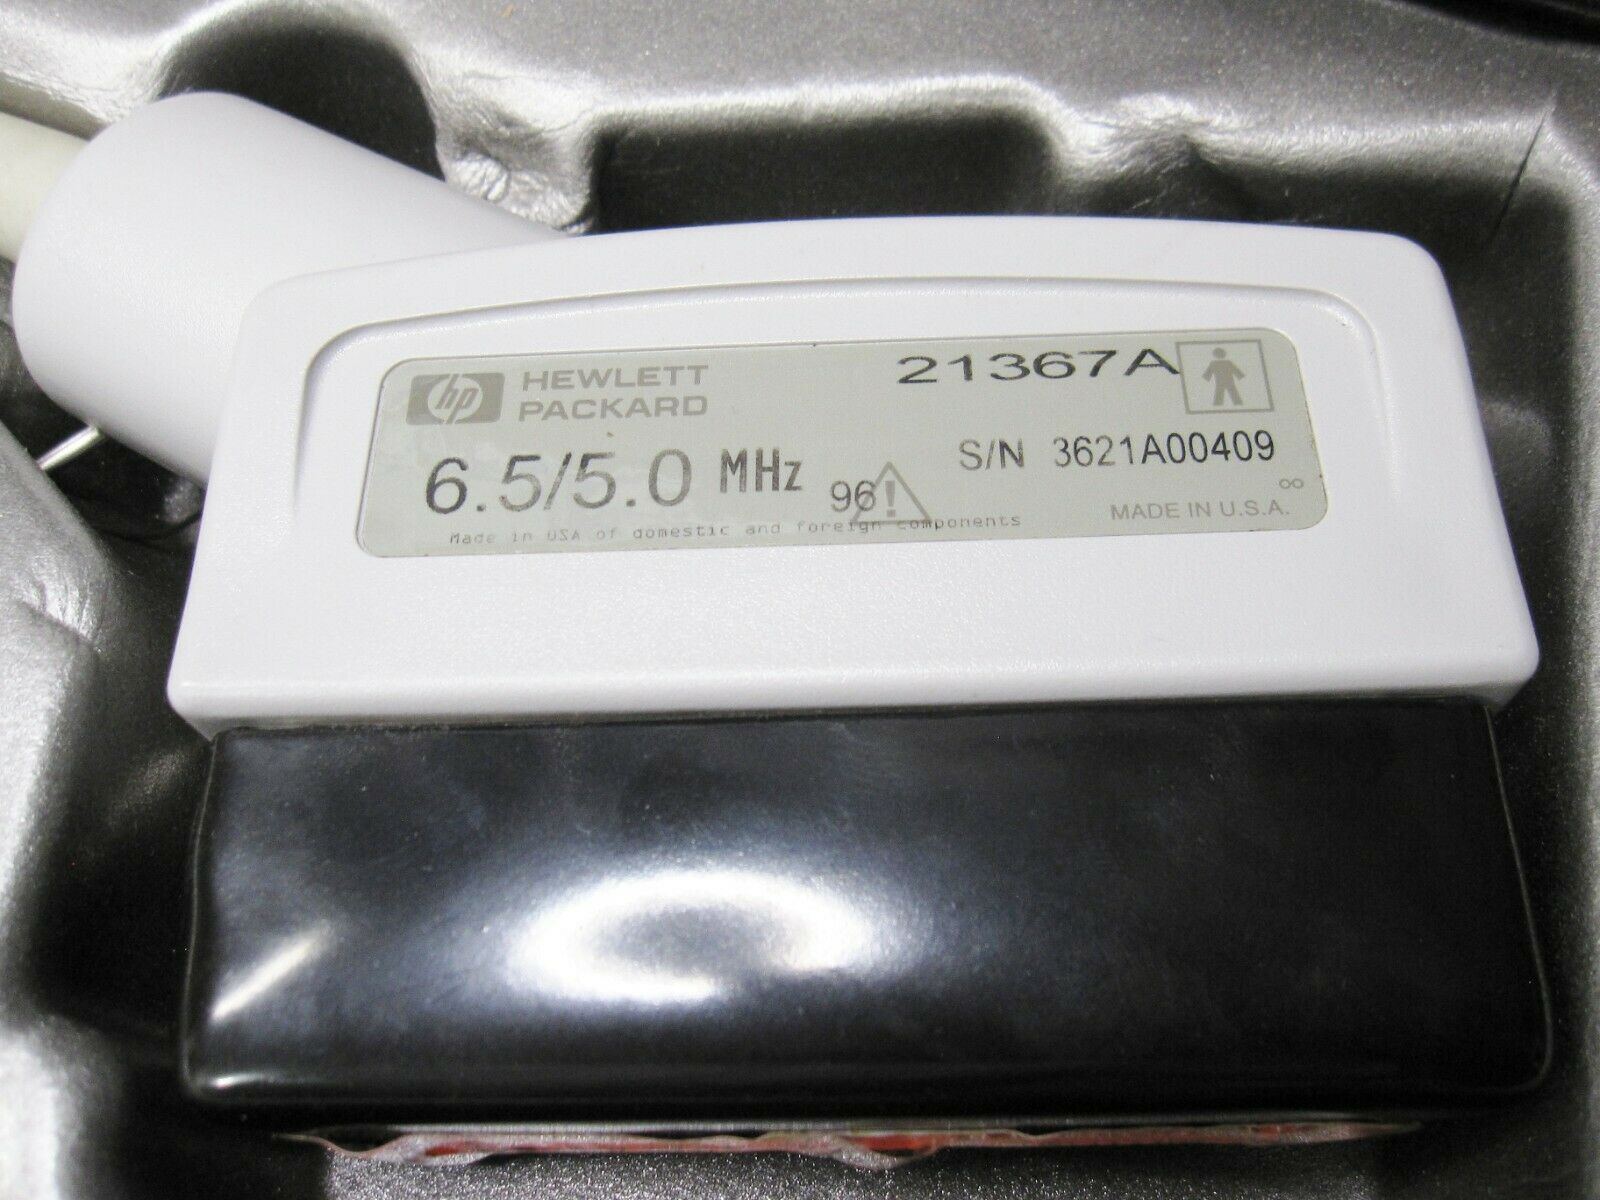 hp HEWLETT PACKARD
21367A
6.5/5.0 MHz
96 !
S/N 3621A00409
∞
MADE IN U.S.A.
Made in USA of domestic and foreign components